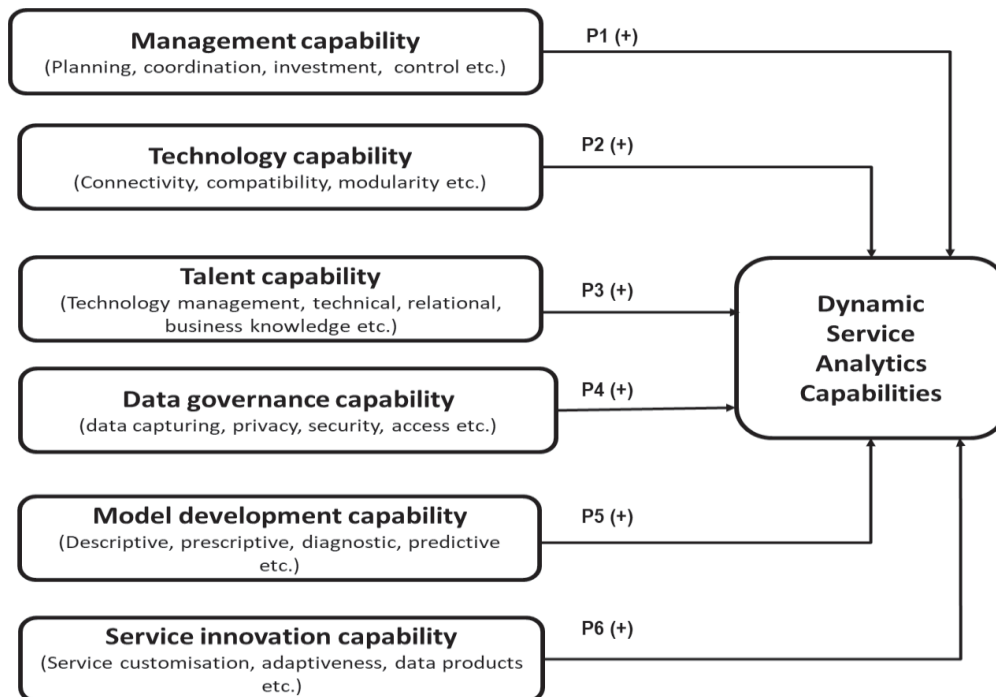 Management capability
(Planning, coordination, investment, control etc.)
P1 (+)
Technology capability
(Connectivity, compatibility, modularity etc.)
P2 (+)
Talent capability
(Technology management, technical, relational,
business knowledge etc.)
P3 (+)
Data governance capability
(data capturing, privacy, security, access etc.)
P4 (+)
Model development capability
(Descriptive, prescriptive, diagnostic, predictive
etc.)
P5 (+)
Service innovation capability
(Service customisation, adaptiveness, data products
etc.)
P6 (+)
Dynamic
Service
Analytics
Capabilities